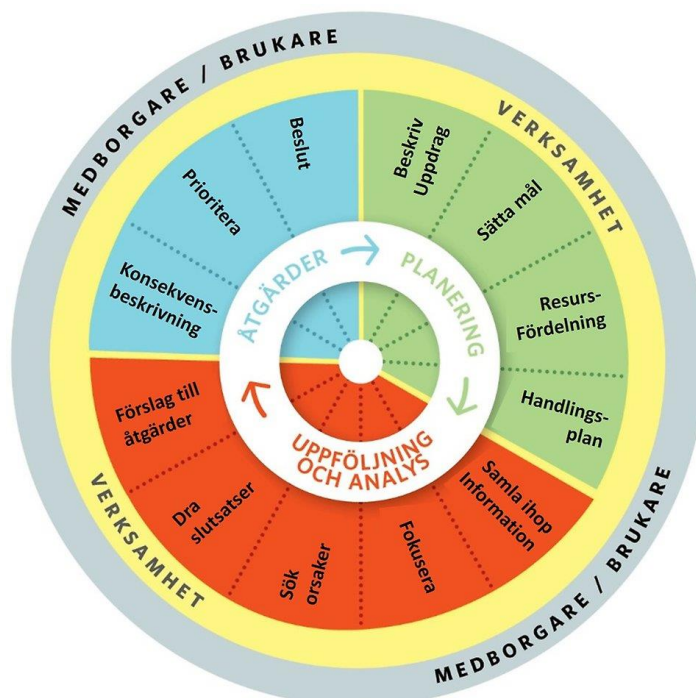 MEDBORGARE / BRUKARE
VERKSAMHET
Beslut
Prioritera
Konsekvens-
beskrivning
Beskriv
Uppdrag
Sätta mål
Resurs-
Fördelning
Handlings-
plan
ÅTGÄRDER
PLANERING
UPPFÖLJNING
OCH ANALYS
Samla ihop
Information
Fokusera
Sök
orsaker
Dra
slutsatser
Förslag till
åtgärder
VERKSAMHET
MEDBORGARE / BRUKARE